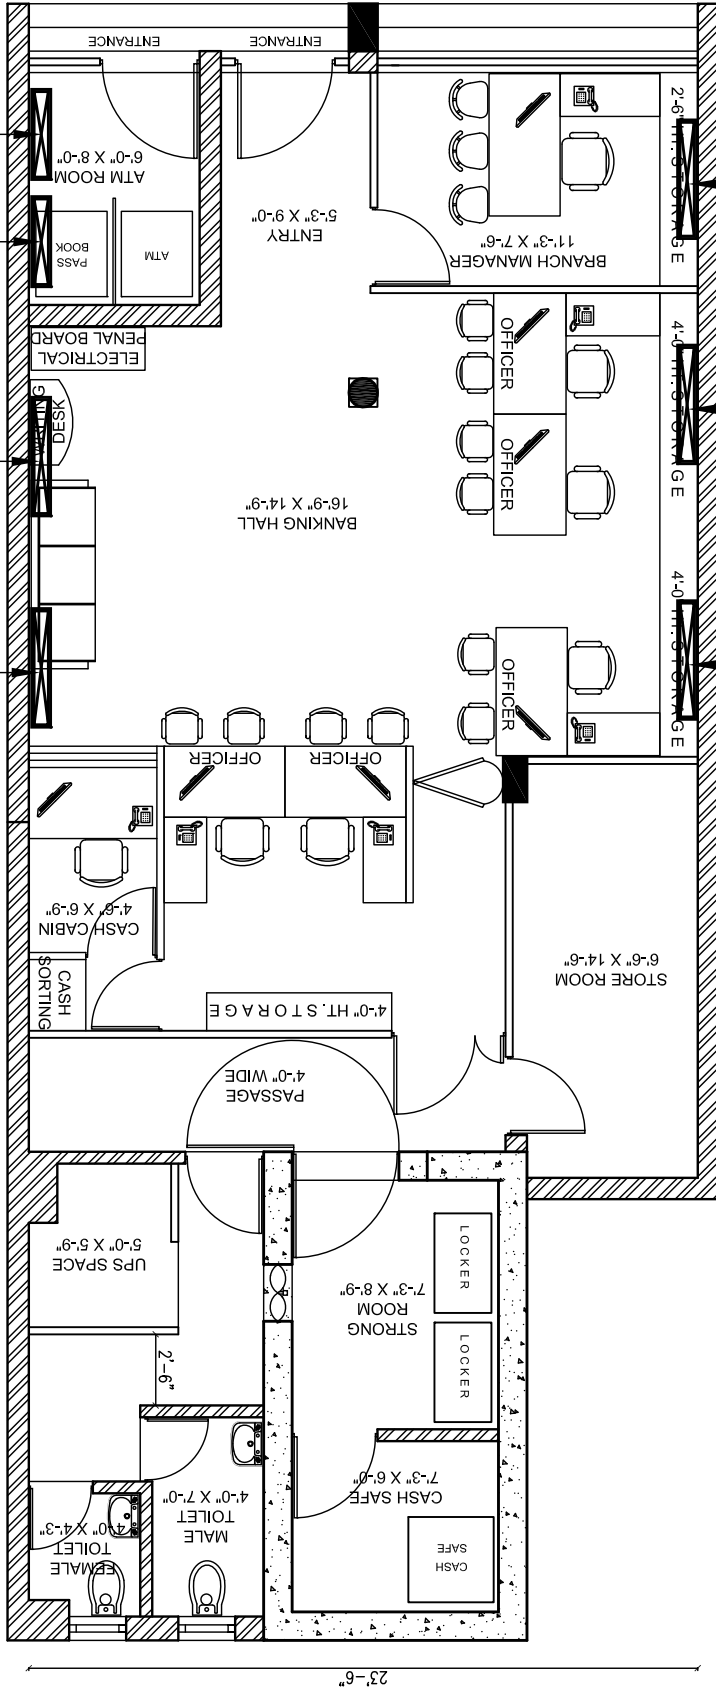 ENTRANCE
ENTRANCE
ATM ROOM
6'-0" X 8'-0"
PASS
BOOK
ATM
ENTRY
5'-3" X 9'-0"
BRANCH MANAGER
11'-3" X 7'-6"
2'-6" HT. STORAGE
ELECTRICAL
PENAL BOARD
WRITING
DESK
OFFICER
OFFICER
4'-0" HT. STORAGE
BANKING HALL
16'-9" X 14'-9"
OFFICER
4'-0" HT. STORAGE
OFFICER
OFFICER
CASH CABIN
4'-6" X 6'-9"
CASH
SORTING
4'-0" HT. STORAGE
STORE ROOM
6'-6" X 14'-6"
PASSAGE
4'-0" WIDE
UPS SPACE
5'-0" X 5'-9"
STRONG
ROOM
7'-3" X 8'-9"
LOCKER
LOCKER
2'-6"
CASH SAFE
7'-3" X 6'-0"
CASH
SAFE
MALE
TOILET
4'-0" X 7'-0"
FEMALE
TOILET
4'-0" X 4'-3"
23'-6"